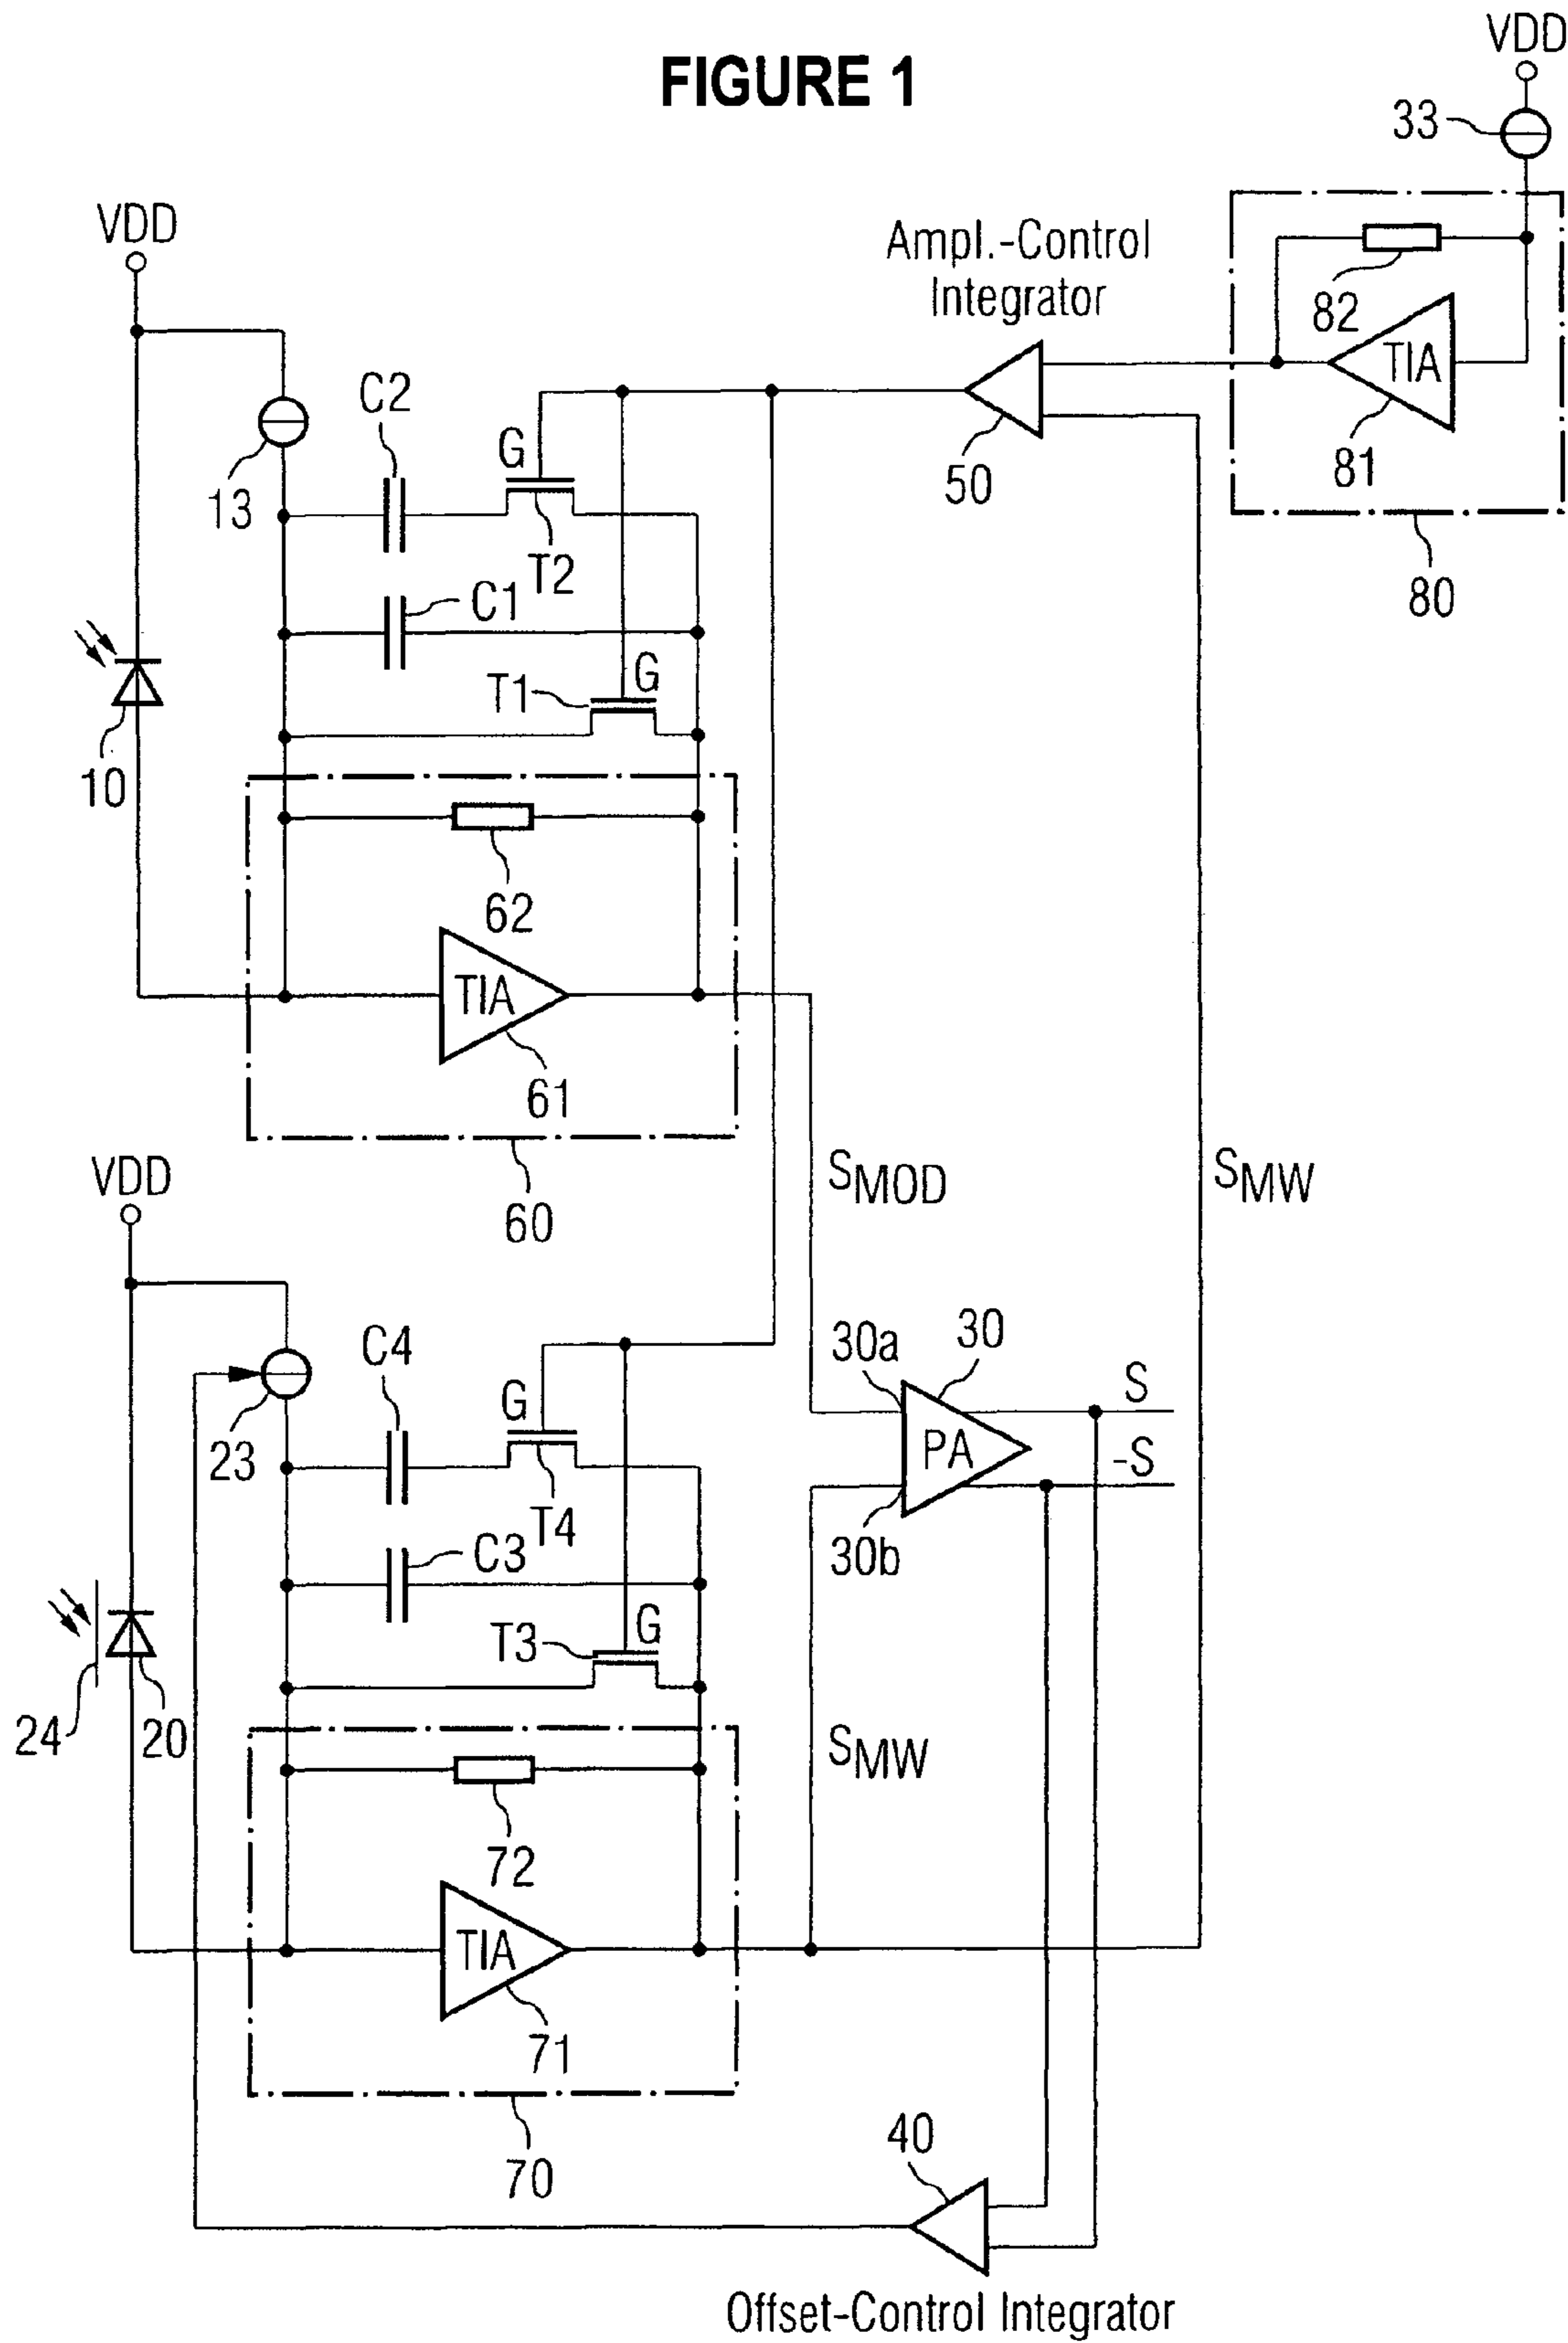 FIGURE 1
VDD
33
VDD
Ampl.-Control
Integrator
82
TIA
81
80
C2
G
50
13
T2
C1
G
T1
10
62
TIA
61
60
SMOD
SMW
VDD
30
30a
S
C4
G
PA
-S
23
T4
30b
C3
G
T3
24
20
SMW
72
TIA
71
70
40
Offset-Control Integrator